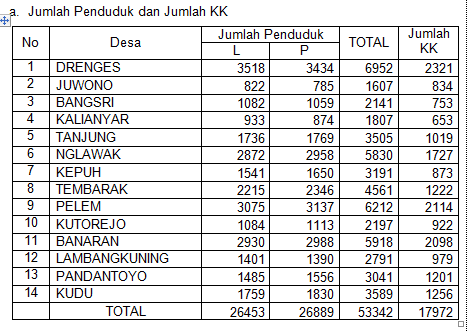 a. Jumlah Penduduk dan Jumlah KK
No Desa Jumlah Penduduk TOTAL Jumlah KK
L P
1 DRENGES 3518 3434 6952 2321
2 JUWONO 822 785 1607 834
3 BANGSRI 1082 1059 2141 753
4 KALIANYAR 933 874 1807 653
5 TANJUNG 1736 1769 3505 1019
6 NGLAWAK 2872 2958 5830 1727
7 KEPUH 1541 1650 3191 873
8 TEMBARAK 2215 2346 4561 1222
9 PELEM 3075 3137 6212 2114
10 KUTOREJO 1084 1113 2197 922
11 BANARAN 2930 2988 5918 2098
12 LAMBANGKUNING 1401 1390 2791 979
13 PANDANTOYO 1485 1556 3041 1201
14 KUDU 1759 1830 3589 1256
TOTAL 26453 26889 53342 17972